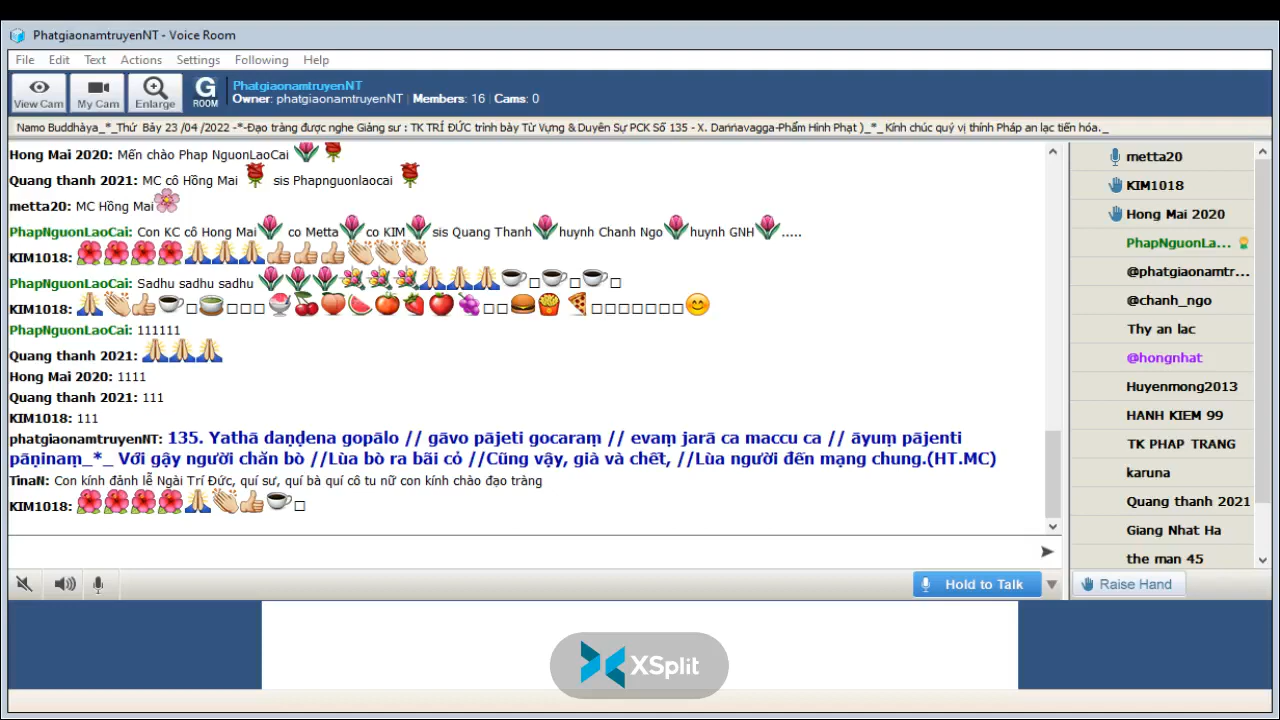 PhatgiaonamtruyenNT - Voice Room
File Edit Text Actions Settings Following Help
View Cam My Cam Enlarge G ROOM
PhatgiaonamtruyenNT
Owner: phatgiaonamtruyenNT | Members: 16 | Cams: 0
Namo Buddhàya_*_Thứ Bảy 23 /04 /2022 -*-Đạo tràng được nghe Giảng sư : TK TRÍ ĐỨC trình bày Từ Vựng & Duyên Sự PCK Số 135 - X. Daṇṇavagga-Phẩm Hình Phạt )_*_ Kính chúc quý vị thính Pháp an lạc tiến hóa._
Hong Mai 2020: Mến chào Phap NguonLaoCai
Quang thanh 2021: MC cô Hồng Mai sis Phapnguonlaocai
metta20: MC Hồng Mai
PhapNguonLaoCai: Con KC cô Hong Mai co Metta co KIM sis Quang Thanh huynh Chanh Ngo huynh GNH .....
KIM1018:
PhapNguonLaoCai: Sadhu sadhu sadhu
KIM1018:
PhapNguonLaoCai: 111111
Quang thanh 2021:
Hong Mai 2020: 1111
Quang thanh 2021: 111
KIM1018: 111
phatgiaonamtruyenNT: 135. Yathā daṇḍena gopālo // gāvo pājeti gocaraṃ // evaṃ jarā ca maccu ca // āyuṃ pājenti
pāṇinaṃ_*_ Với gậy người chăn bò //Lùa bò ra bãi cỏ //Cũng vậy, già và chết, //Lùa người đến mạng chung.(HT.MC)
TinaN: Con kính đảnh lễ Ngài Trí Đức, quí sư, quí bà quí cô tu nữ con kính chào đạo tràng
KIM1018:
metta20
KIM1018
Hong Mai 2020
PhapNguonLa...
@phatgiaonamtr...
@chanh_ngo
Thy an lac
@hongnhat
Huyenmong2013
HANH KIEM 99
TK PHAP TRANG
karuna
Quang thanh 2021
Giang Nhat Ha
the man 45
Hold to Talk
Raise Hand
XSplit